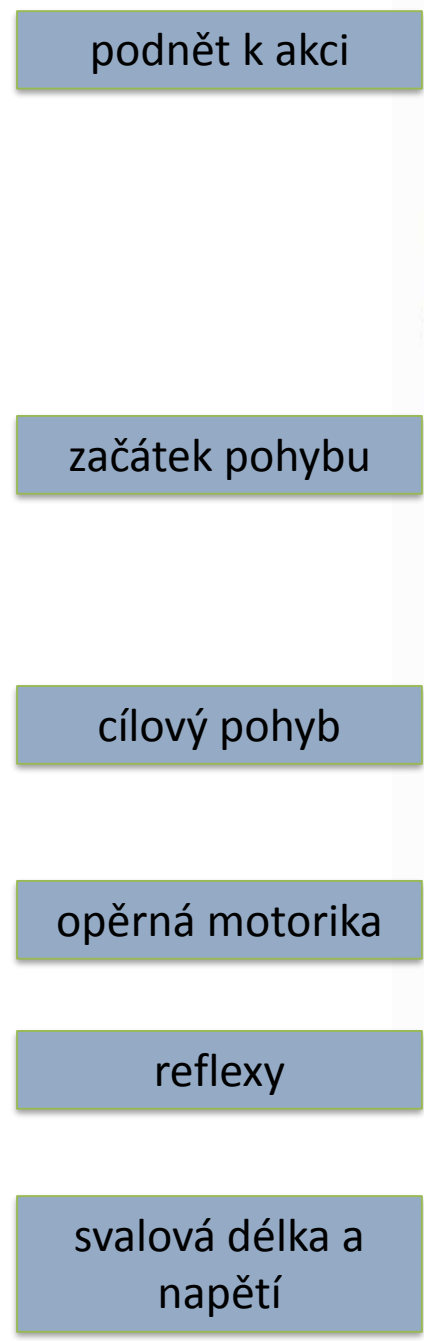 podnět k akci
začátek pohybu
cílový pohyb
opěrná motorika
reflexy
svalová délka a
napětí